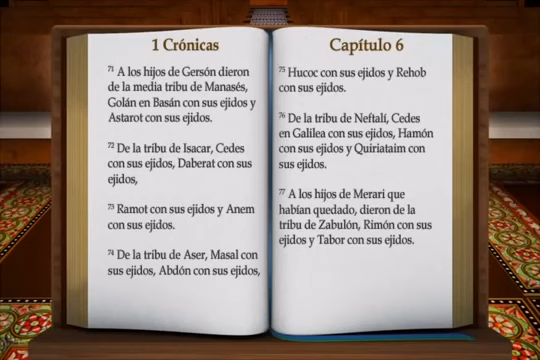 1 Crónicas
71 A los hijos de Gersón dieron
de la media tribu de Manasés,
Golán en Basán con sus ejidos y
Astarot con sus ejidos.
72 De la tribu de Isacar, Cedes
con sus ejidos, Daberat con sus
ejidos,
73 Ramot con sus ejidos y Anem
con sus ejidos.
74 De la tribu de Aser, Masal con
sus ejidos, Abdón con sus ejidos,
Capítulo 6
75 Hucoc con sus ejidos y Rehob
con sus ejidos.
76 De la tribu de Neftalí, Cedes
en Galilea con sus ejidos, Hamón
con sus ejidos y Quiriataim con
sus ejidos.
77 A los hijos de Merari que
habían quedado, dieron de la
tribu de Zabulón, Rimón con sus
ejidos y Tabor con sus ejidos.